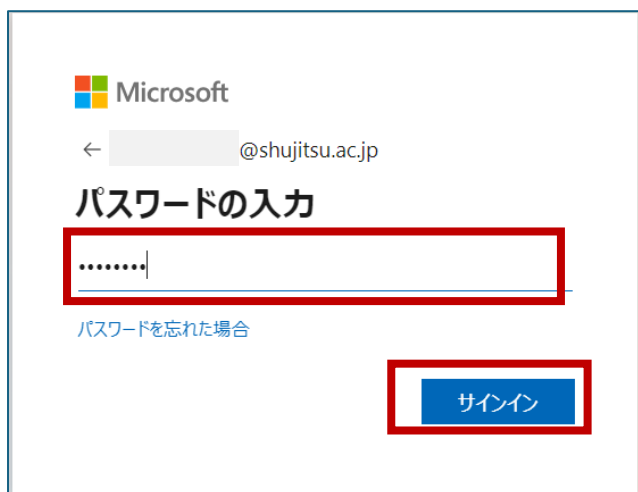 Microsoft
← @shujitsu.ac.jp
パスワードの入力
••••••••
パスワードを忘れた場合
サインイン